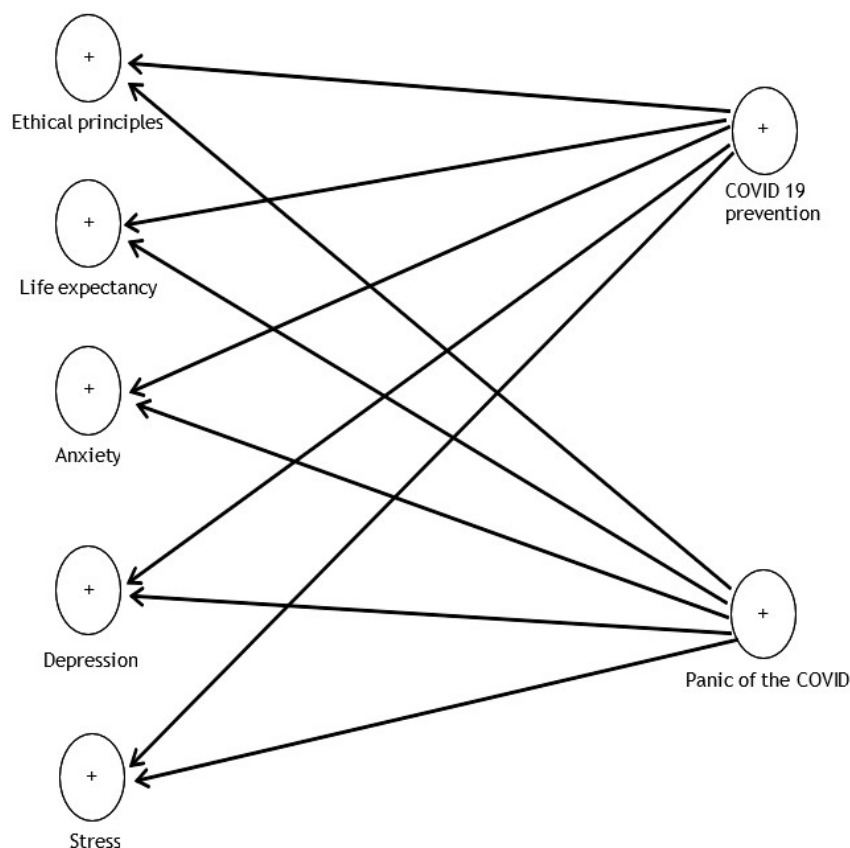 +
Ethical principles
+
Life expectancy
+
Anxiety
+
Depression
+
Stress
+
COVID 19
prevention
+
Panic of the COVID